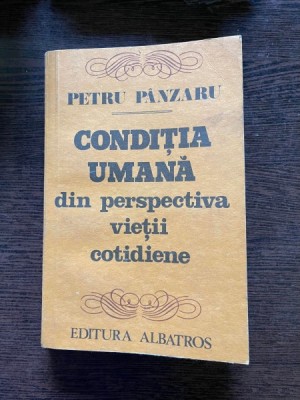 PETRU PÂNZARU
CONDIȚIA
UMANĂ
din perspectiva
vieții
cotidiene
EDITURA ALBATROS